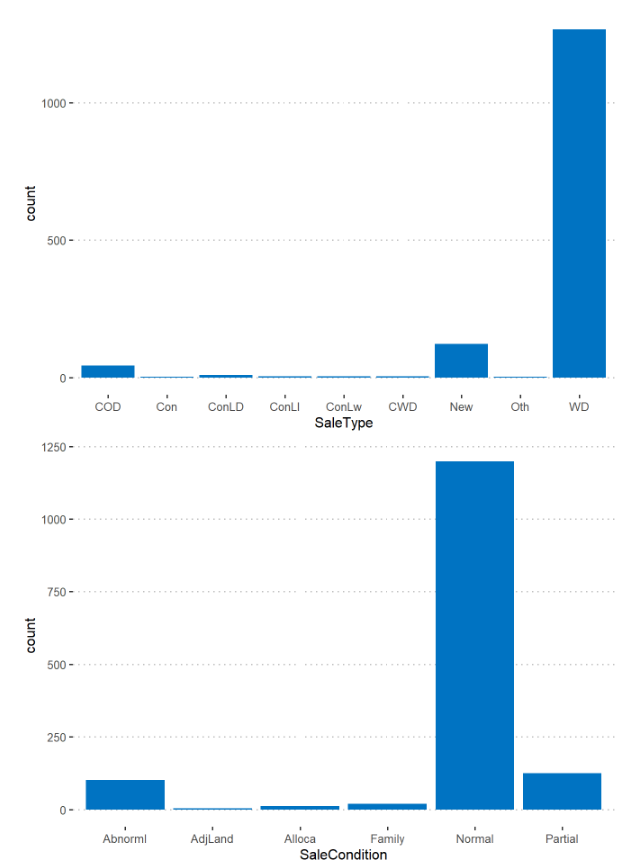 1000
500
0
count
COD Con ConLD ConLI ConLw CWD New Oth WD
SaleType
1250
1000
750
500
250
0
count
Abnorml AdjLand Alloca Family Normal Partial
SaleCondition